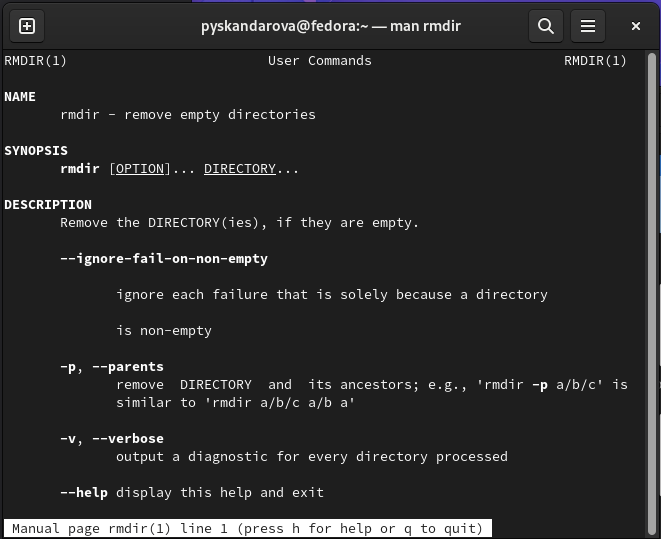 pyskandarova@fedora:~ — man rmdir
RMDIR(1) User Commands RMDIR(1)
NAME
rmdir - remove empty directories
SYNOPSIS
rmdir [OPTION]... DIRECTORY...
DESCRIPTION
Remove the DIRECTORY(ies), if they are empty.
--ignore-fail-on-non-empty
ignore each failure that is solely because a directory
is non-empty
-p, --parents
remove DIRECTORY and its ancestors; e.g., 'rmdir -p a/b/c' is
similar to 'rmdir a/b/c a/b a'
-v, --verbose
output a diagnostic for every directory processed
--help display this help and exit
Manual page rmdir(1) line 1 (press h for help or q to quit)